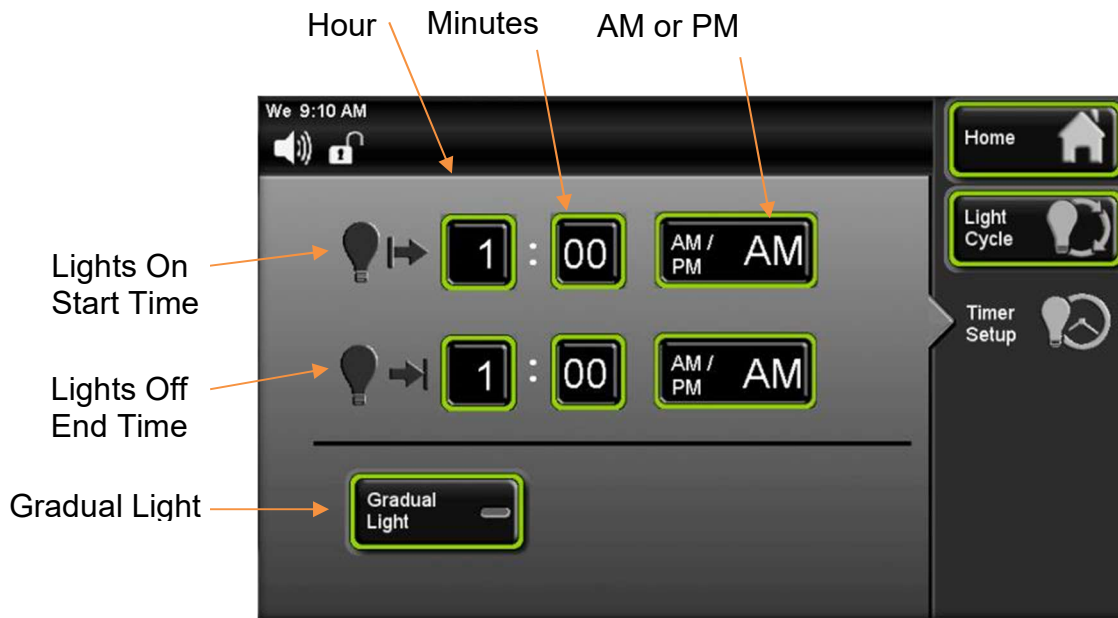 Hour
Minutes
AM or PM
We 9:10 AM
Home
Light
Cycle
Lights On
Start Time
1 : 00 AM / PM AM
Timer
Setup
Lights Off
End Time
1 : 00 AM / PM AM
Gradual Light
Gradual
Light